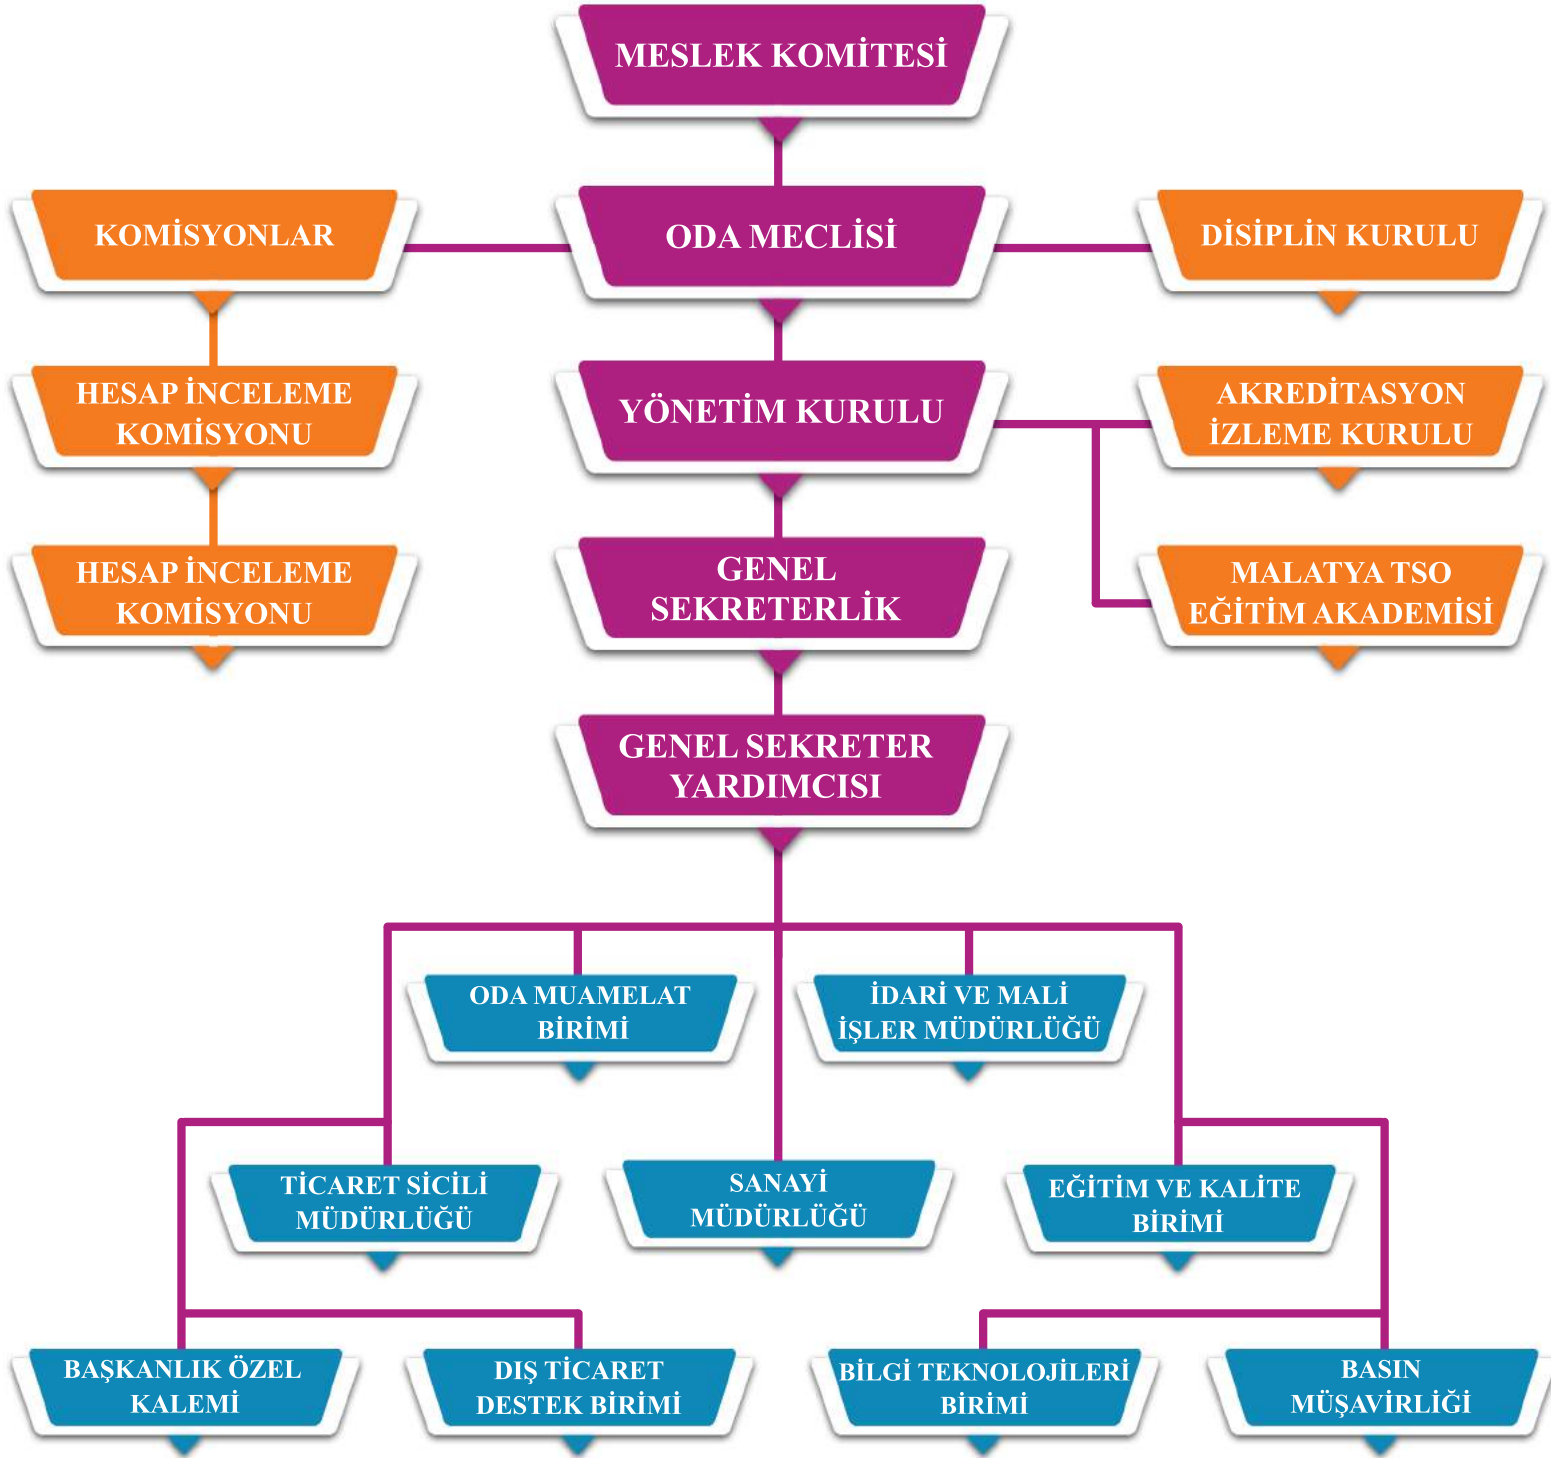 MESLEK KOMİTESİ
KOMİSYONLAR
ODA MECLİSİ
DİSİPLİN KURULU
HESAP İNCELEME
KOMİSYONU
YÖNETİM KURULU
AKREDİTASYON
İZLEME KURULU
HESAP İNCELEME
KOMİSYONU
GENEL
SEKRETERLİK
MALATYA TSO
EĞİTİM AKADEMİSİ
GENEL SEKRETER
YARDIMCISI
ODA MUAMELAT
BİRİMİ
İDARİ VE MALİ
İŞLER MÜDÜRLÜĞÜ
TİCARET SİCİLİ
MÜDÜRLÜĞÜ
SANAYİ
MÜDÜRLÜĞÜ
EĞİTİM VE KALİTE
BİRİMİ
BAŞKANLIK ÖZEL
KALEMİ
DIŞ TİCARET
DESTEK BİRİMİ
BİLGİ TEKNOLOJİLERİ
BİRİMİ
BASIN
MÜŞAVİRLİĞİ